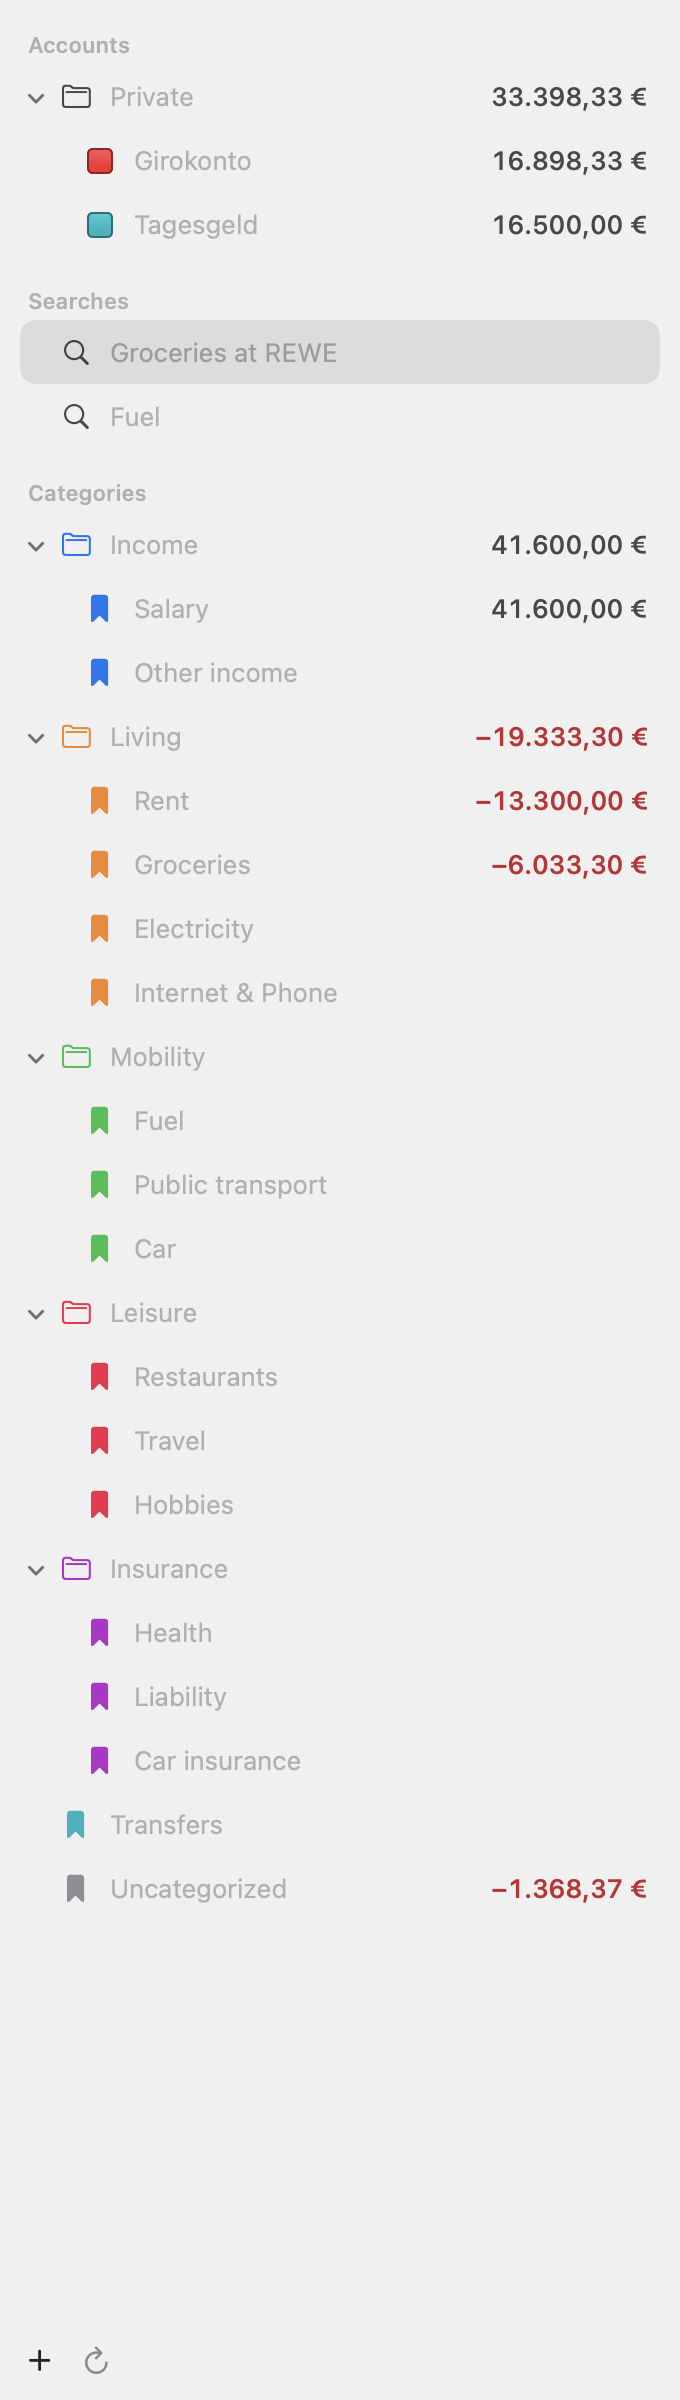 Accounts
Private 33.398,33 €
Girokonto 16.898,33 €
Tagesgeld 16.500,00 €
Searches
Groceries at REWE
Fuel
Categories
Income 41.600,00 €
Salary 41.600,00 €
Other income
Living −19.333,30 €
Rent −13.300,00 €
Groceries −6.033,30 €
Electricity
Internet & Phone
Mobility
Fuel
Public transport
Car
Leisure
Restaurants
Travel
Hobbies
Insurance
Health
Liability
Car insurance
Transfers
Uncategorized −1.368,37 €